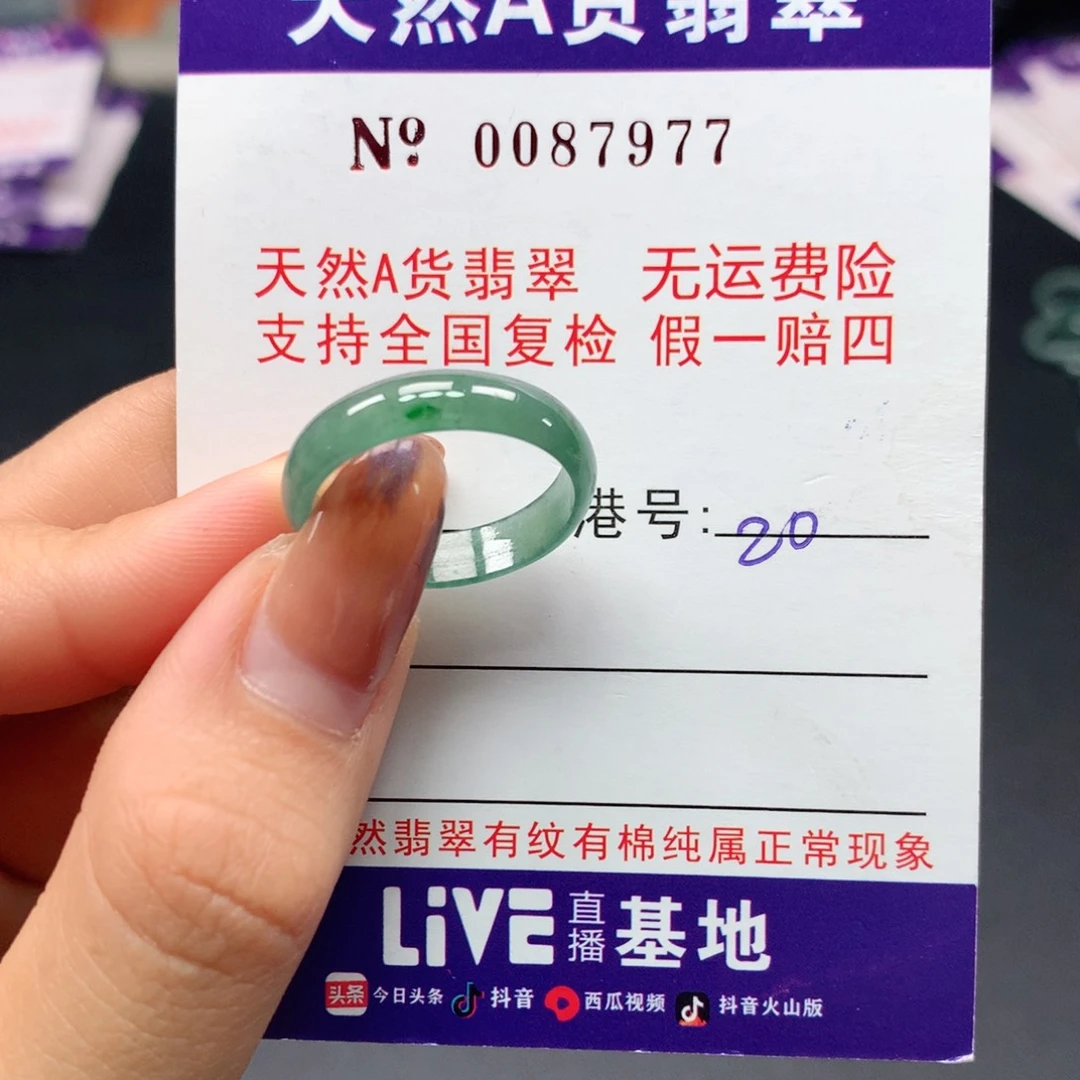 天然A货翡翠
Nº 0087977
天然A货翡翠 无运费险
支持全国复检 假一赔四
港号: 20
然翡翠有纹有棉纯属正常现象
LiVE 直播 基地
头条 今日头条 抖音 西瓜视频 抖音火山版